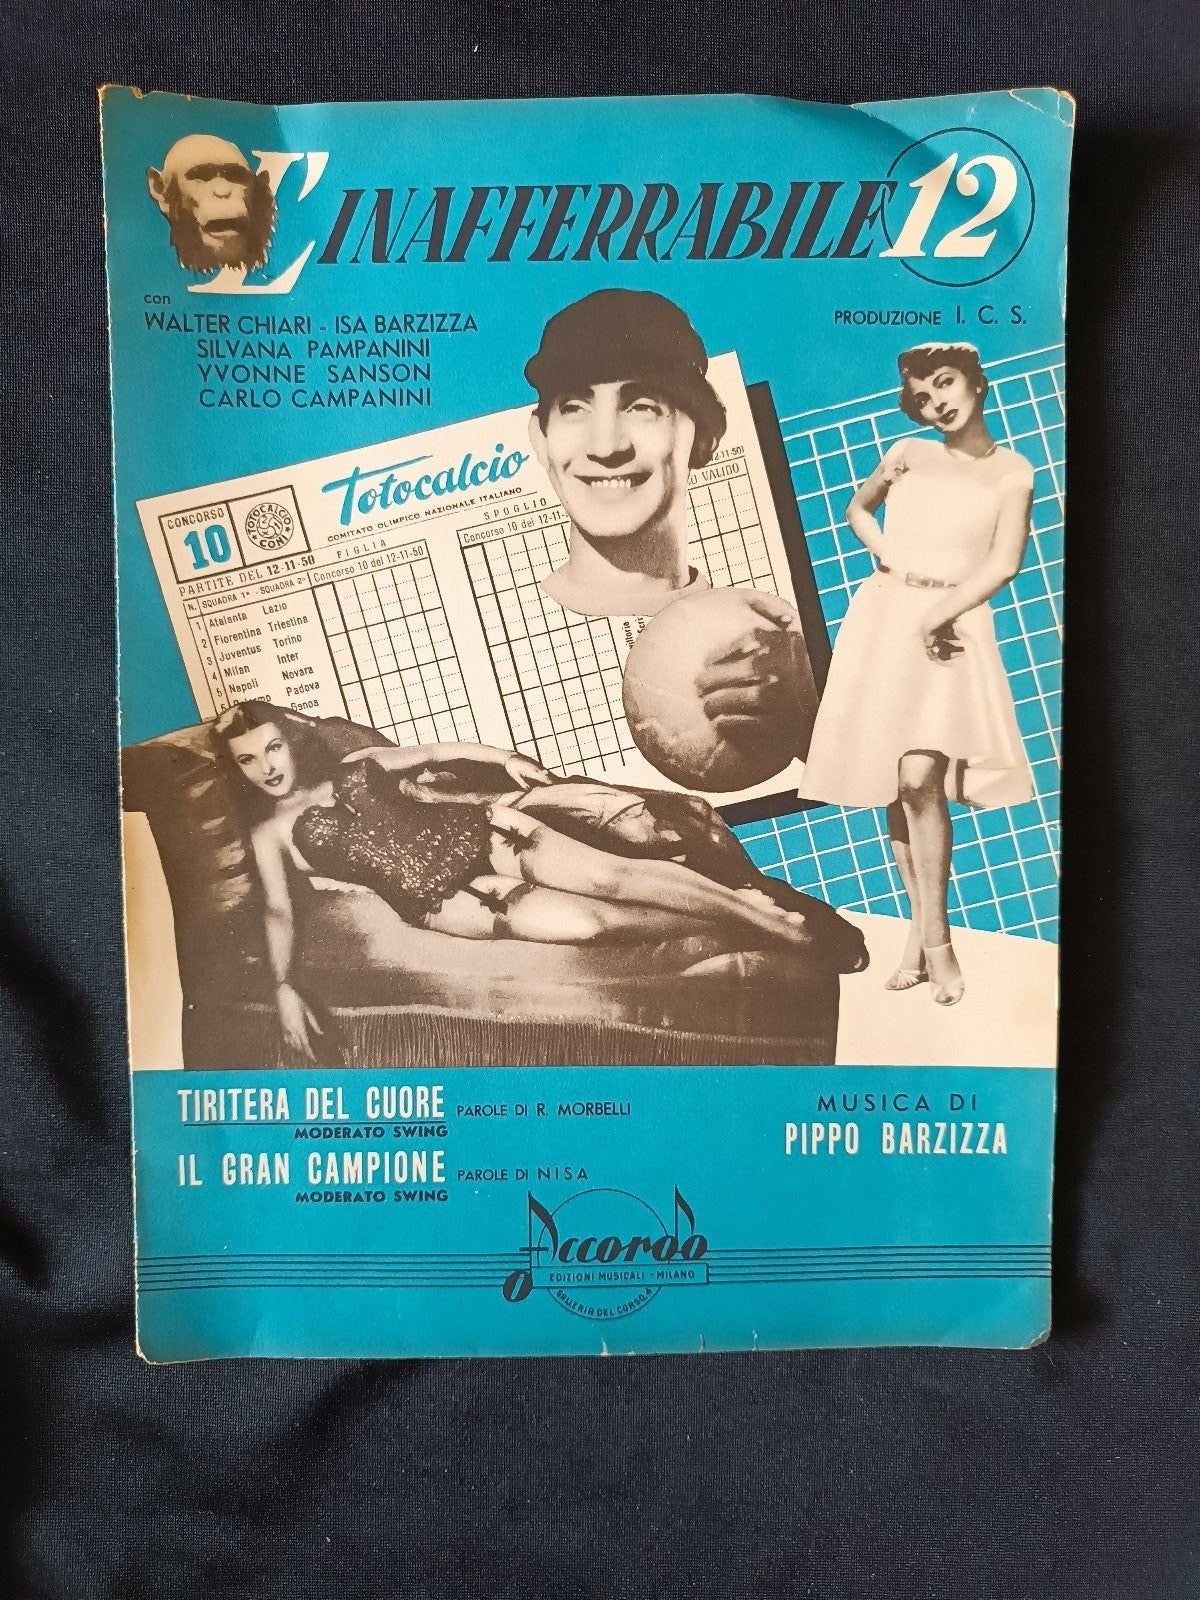 L'INAFFERRABILE 12
con
WALTER CHIARI - ISA BARZIZZA
SILVANA PAMPANINI
YVONNE SANSON
CARLO CAMPANINI
PRODUZIONE I. C. S.
CONCORSO
10
TOTOCALCIO
CONI
Totocalcio
COMITATO OLIMPICO NAZIONALE ITALIANO
PARTITE DEL 12-11-50
FIGLIA
SPOGLIO
N. SQUADRA 1ª - SQUADRA 2ª
Concorso 10 del 12-11-50
Concorso 10 del 12-11-
2-11-50)
VALIDO
1 Atalanta Lazio
2 Fiorentina Triestina
3 Juventus Torino
4 Milan Inter
5 Napoli Novara
Padova
Genoa
TIRITERA DEL CUORE PAROLE DI R. MORBELLI
MODERATO SWING
IL GRAN CAMPIONE PAROLE DI NISA
MODERATO SWING
MUSICA DI
PIPPO BARZIZZA
Accordo
EDIZIONI MUSICALI - MILANO
GALLERIA DEL CORSO, 4